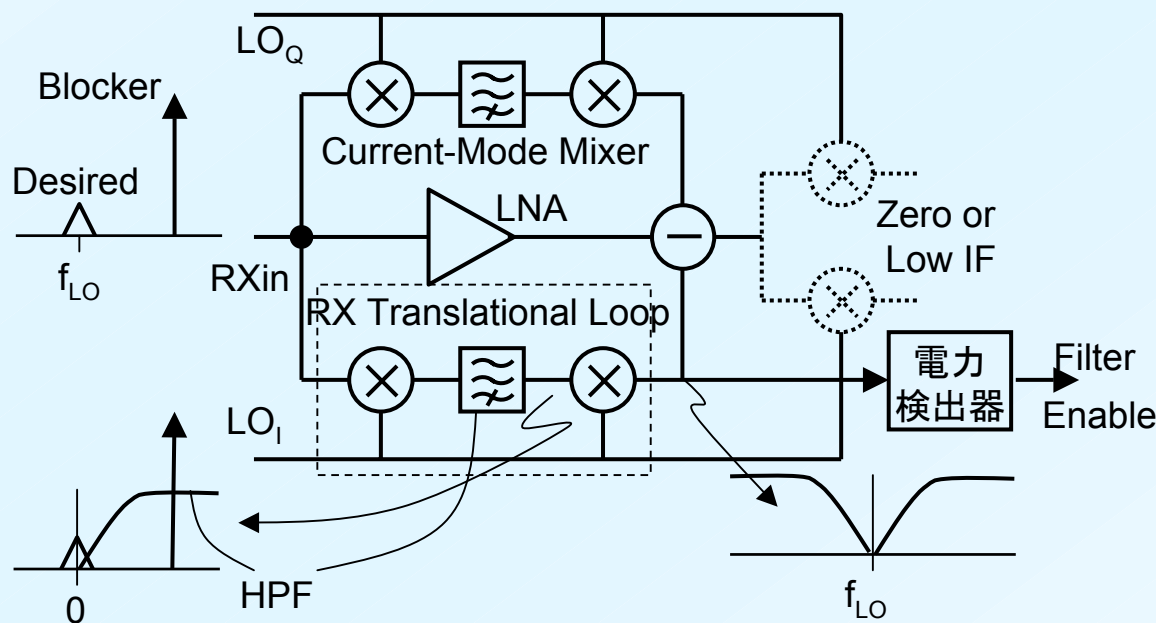 LO_Q
Blocker
Current-Mode Mixer
Desired
LNA
Zero or
Low IF
f_LO
RXin
RX Translational Loop
電力
検出器
Filter
Enable
LO_I
HPF
0
f_LO